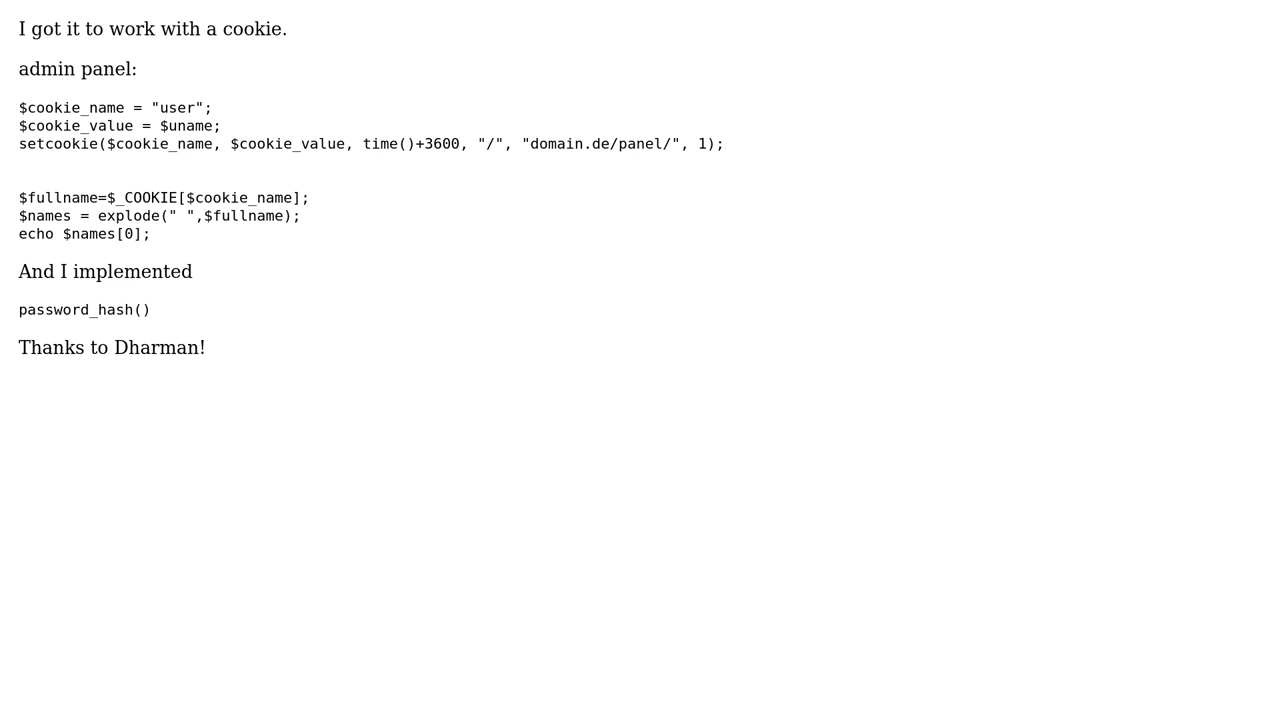 I got it to work with a cookie.
admin panel:
$cookie_name = "user";
$cookie_value = $uname;
setcookie($cookie_name, $cookie_value, time()+3600, "/", "domain.de/panel/", 1);
$fullname=$_COOKIE[$cookie_name];
$names = explode(" ",$fullname);
echo $names[0];
And I implemented
password_hash()
Thanks to Dharman!